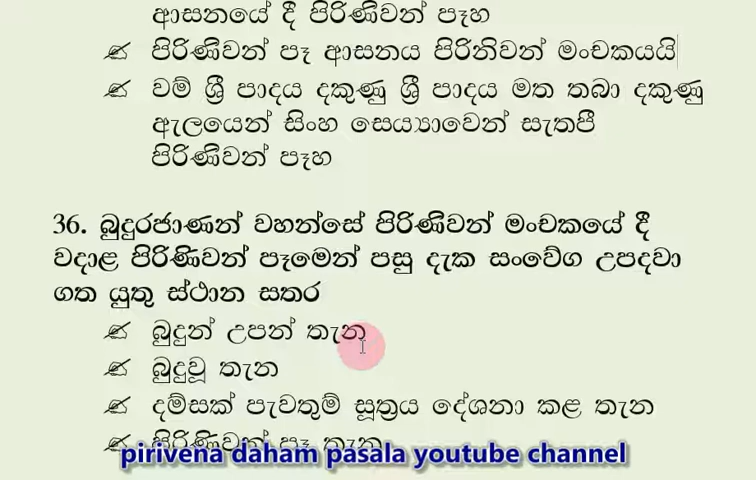 ආසනයේ දී පිරිණිවන් පෑහ
පිරිණිවන් පෑ ආසනය පිරිනිවන් මංචකයයි
වම් ශ්‍රී පාදය දකුණු ශ්‍රී පාදය මත තබා දකුණු
ඇලයෙන් සිංහ සෙය්‍යාවෙන් සැතපී
පිරිණිවන් පෑහ
36. බුදුරජාණන් වහන්සේ පිරිණිවන් මංචකයේ දී
වදාළ පිරිණිවන් පෑමෙන් පසු දැක සංවේග උපදවා
ගත යුතු ස්ථාන සතර
බුදුන් උපන් තැන
බුදුවූ තැන
දම්සක් පැවතුම් සූත්‍රය දේශනා කළ තැන
පිරිණිවන් පෑ තැන
pirivena daham pasala youtube channel